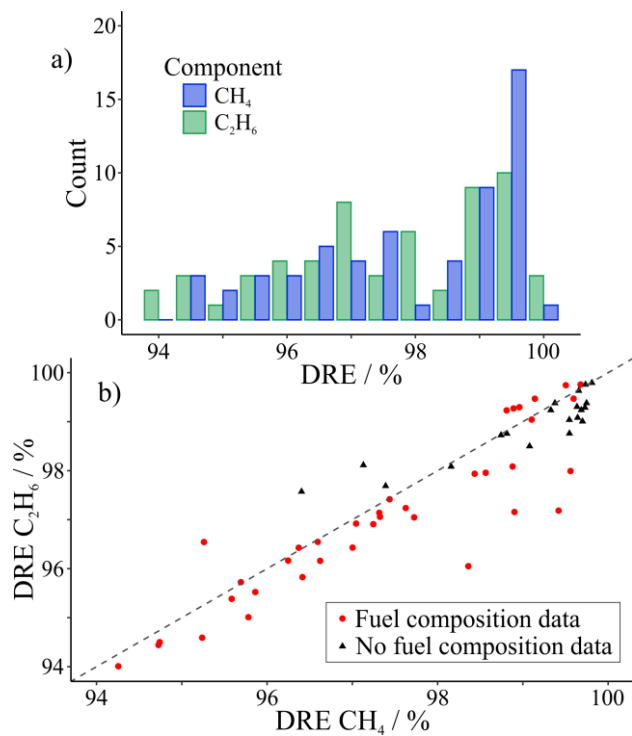 a)
20
15
10
5
0
Count
Component
CH₄
C₂H₆
94
96
98
100
DRE / %
b)
100
98
96
94
DRE C₂H₆ / %
Fuel composition data
No fuel composition data
94
96
98
100
DRE CH₄ / %